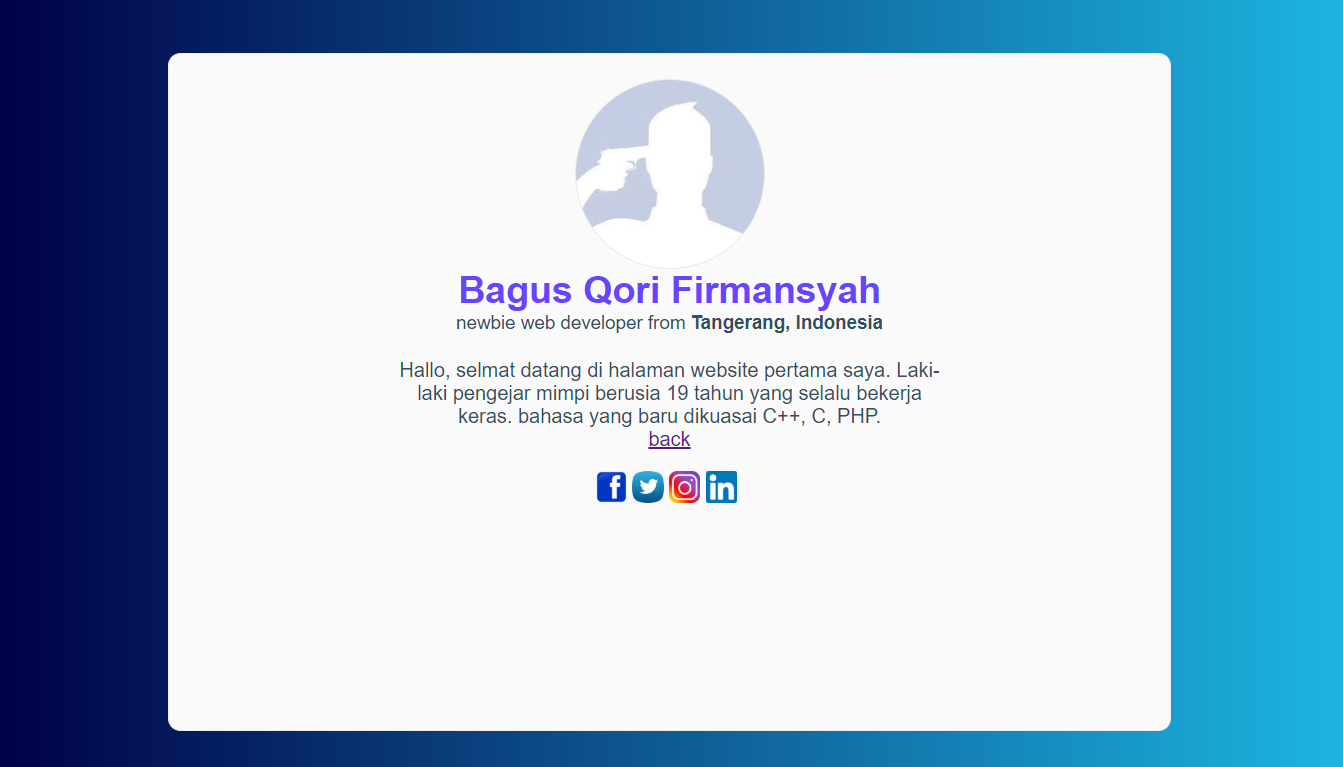 Bagus Qori Firmansyah
newbie web developer from Tangerang, Indonesia
Hallo, selmat datang di halaman website pertama saya. Laki-
laki pengejar mimpi berusia 19 tahun yang selalu bekerja
keras. bahasa yang baru dikuasai C++, C, PHP.
back